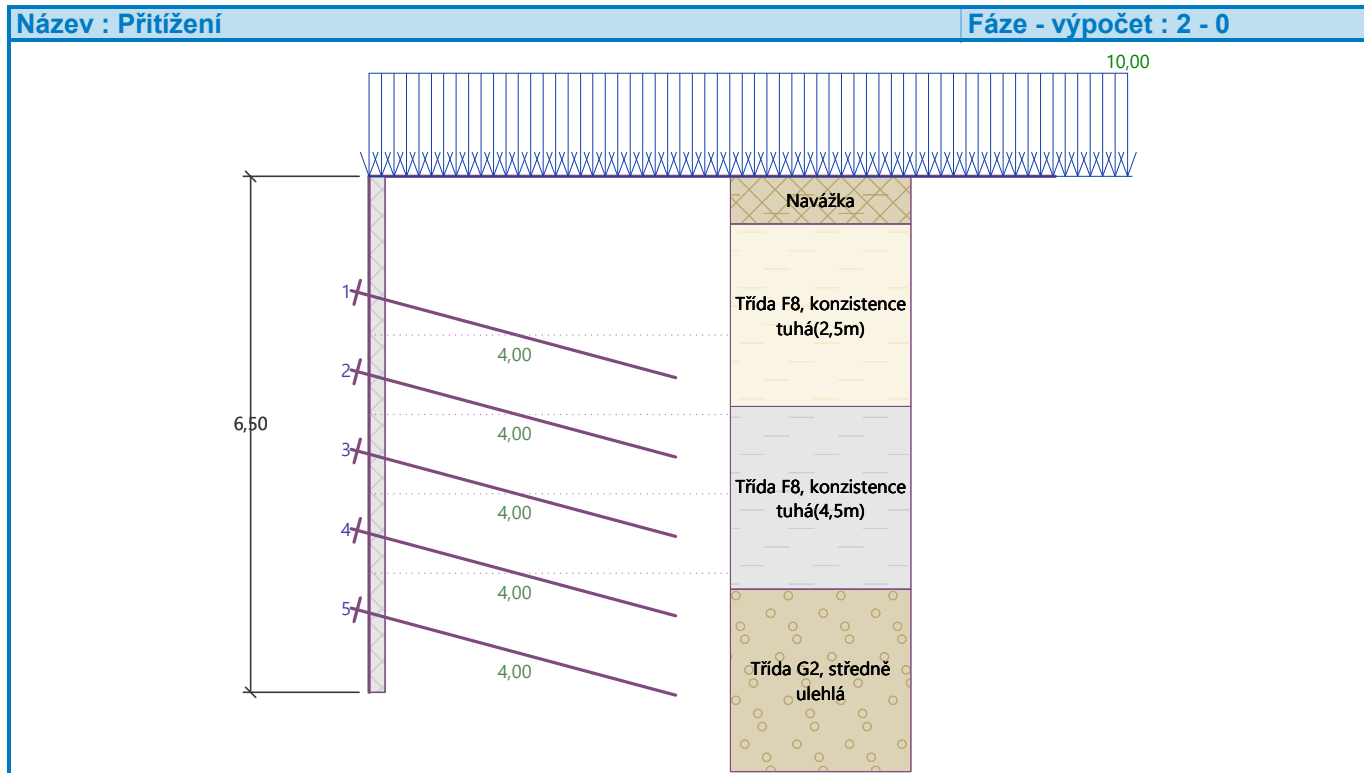 Název : Přitížení
Fáze - výpočet : 2 - 0
10,00
Navážka
1
Třída F8, konzistence
tuhá(2,5m)
4,00
2
6,50
4,00
3
Třída F8, konzistence
tuhá(4,5m)
4,00
4
4,00
5
Třída G2, středně
ulehlá
4,00